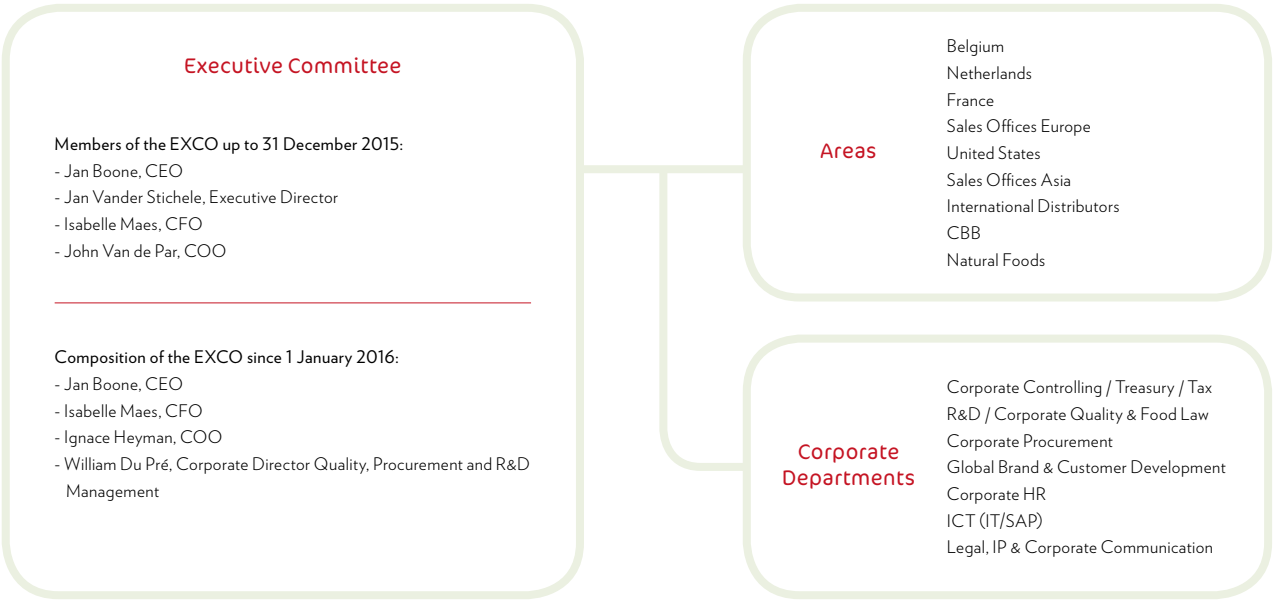 Executive Committee
Members of the EXCO up to 31 December 2015:
- Jan Boone, CEO
- Jan Vander Stichele, Executive Director
- Isabelle Maes, CFO
- John Van de Par, COO
Composition of the EXCO since 1 January 2016:
- Jan Boone, CEO
- Isabelle Maes, CFO
- Ignace Heyman, COO
- William Du Pré, Corporate Director Quality, Procurement and R&D
Management
Areas
Belgium
Netherlands
France
Sales Offices Europe
United States
Sales Offices Asia
International Distributors
CBB
Natural Foods
Corporate
Departments
Corporate Controlling / Treasury / Tax
R&D / Corporate Quality & Food Law
Corporate Procurement
Global Brand & Customer Development
Corporate HR
ICT (IT/SAP)
Legal, IP & Corporate Communication